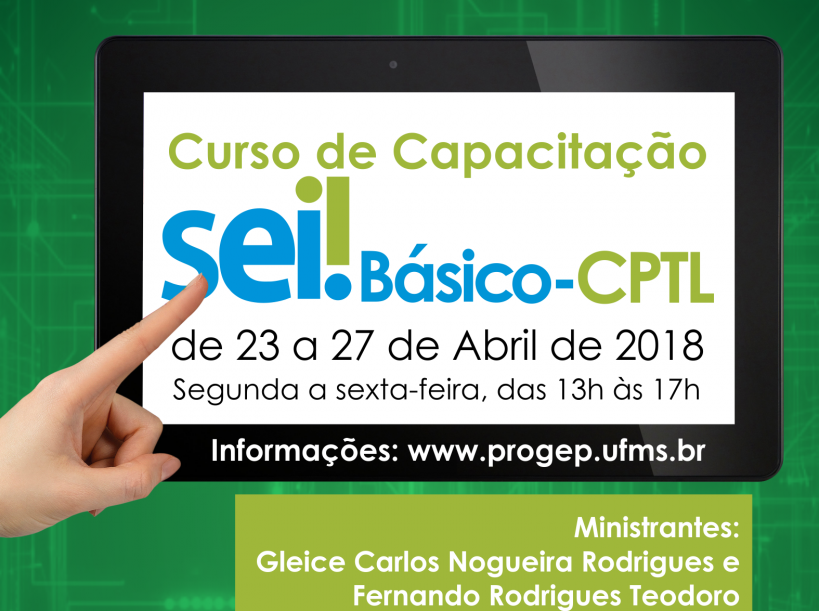 Curso de Capacitação
sei! Básico-CPTL
de 23 a 27 de Abril de 2018
Segunda a sexta-feira, das 13h às 17h
Informações: www.progep.ufms.br
Ministrantes:
Gleice Carlos Nogueira Rodrigues e
Fernando Rodrigues Teodoro